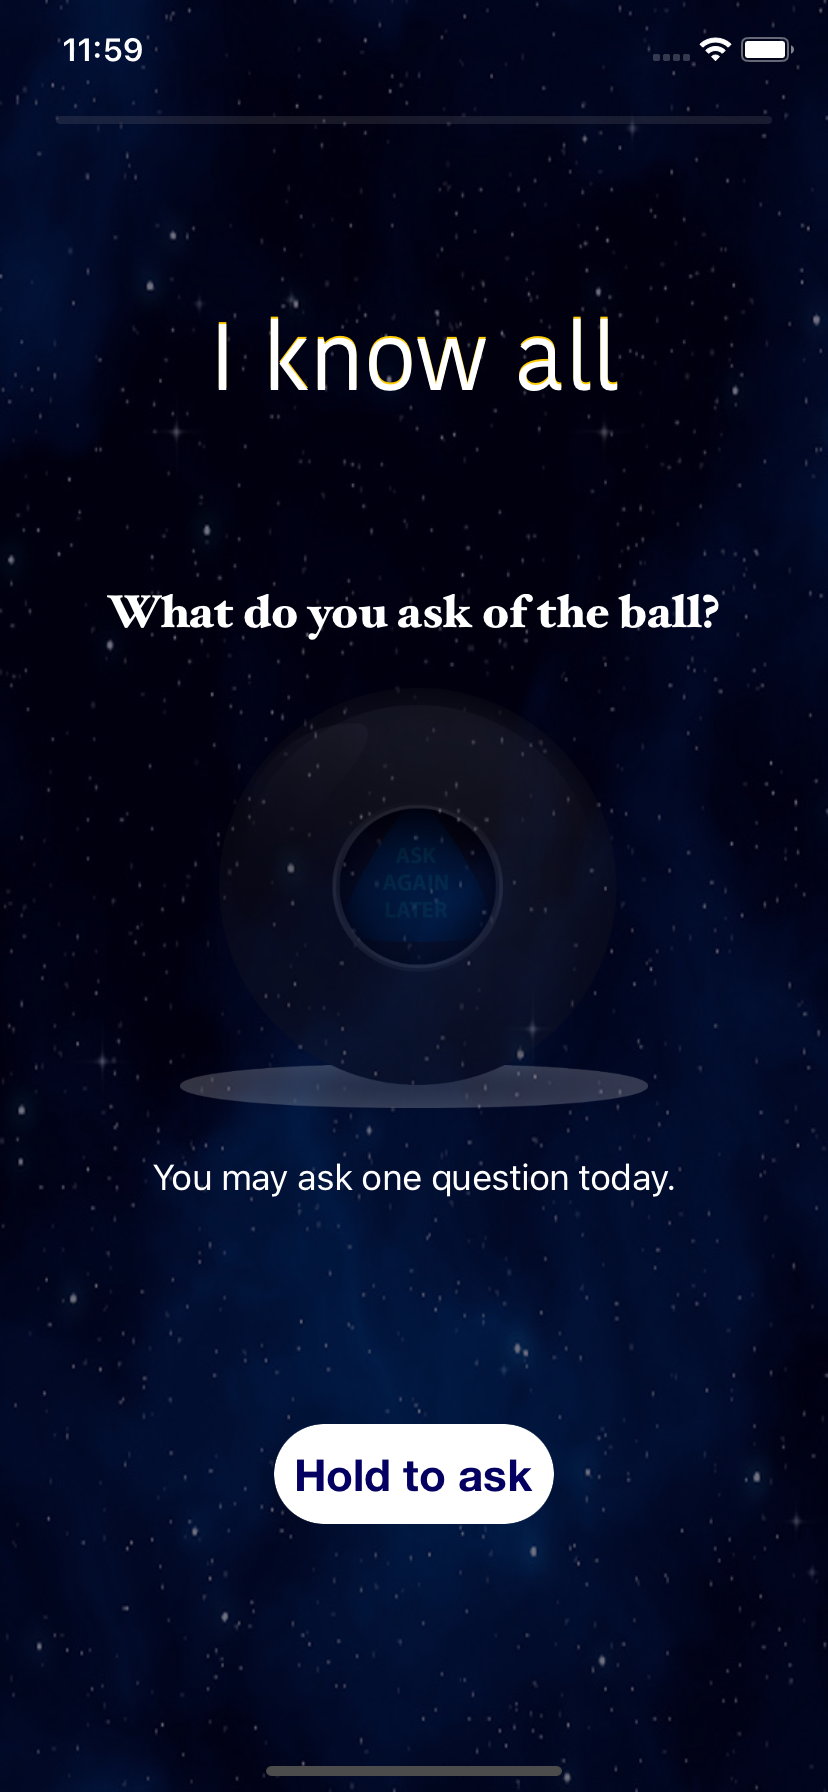 11:59
I know all
What do you ask of the ball?
ASK
AGAIN
LATER
You may ask one question today.
Hold to ask